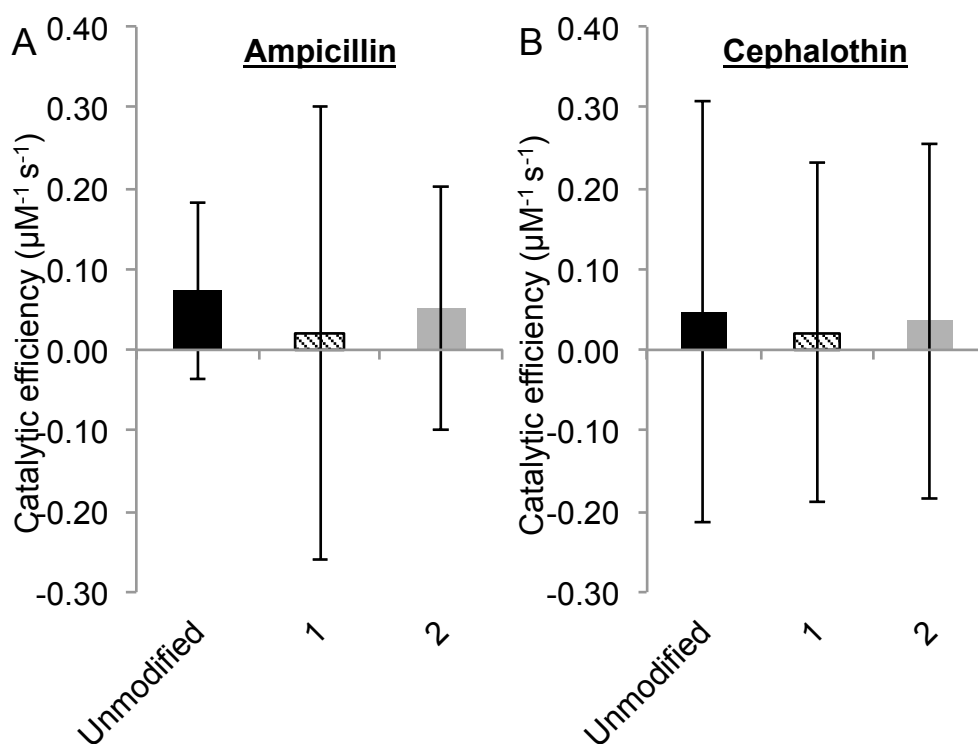 A
Ampicillin
Catalytic efficiency (µM⁻¹ s⁻¹)
0.40
0.30
0.20
0.10
0.00
-0.10
-0.20
-0.30
Unmodified
1
2
B
Cephalothin
Catalytic efficiency (µM⁻¹ s⁻¹)
0.40
0.30
0.20
0.10
0.00
-0.10
-0.20
-0.30
Unmodified
1
2